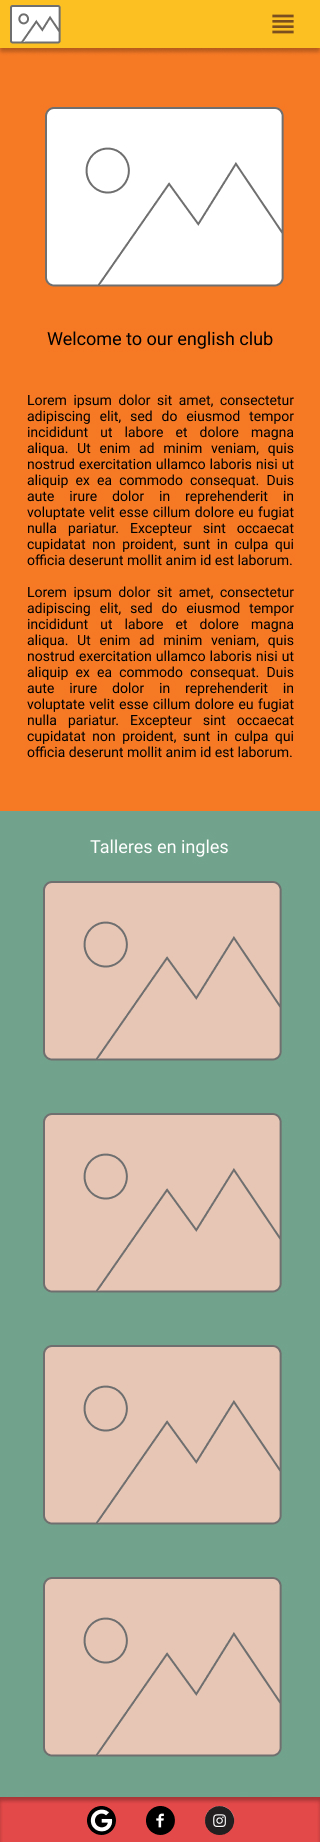 Welcome to our english club
Lorem ipsum dolor sit amet, consectetur
adipiscing elit, sed do eiusmod tempor
incididunt ut labore et dolore magna
aliqua. Ut enim ad minim veniam, quis
nostrud exercitation ullamco laboris nisi ut
aliquip ex ea commodo consequat. Duis
aute irure dolor in reprehenderit in
voluptate velit esse cillum dolore eu fugiat
nulla pariatur. Excepteur sint occaecat
cupidatat non proident, sunt in culpa qui
officia deserunt mollit anim id est laborum.
Lorem ipsum dolor sit amet, consectetur
adipiscing elit, sed do eiusmod tempor
incididunt ut labore et dolore magna
aliqua. Ut enim ad minim veniam, quis
nostrud exercitation ullamco laboris nisi ut
aliquip ex ea commodo consequat. Duis
aute irure dolor in reprehenderit in
voluptate velit esse cillum dolore eu fugiat
nulla pariatur. Excepteur sint occaecat
cupidatat non proident, sunt in culpa qui
officia deserunt mollit anim id est laborum.
Talleres en ingles